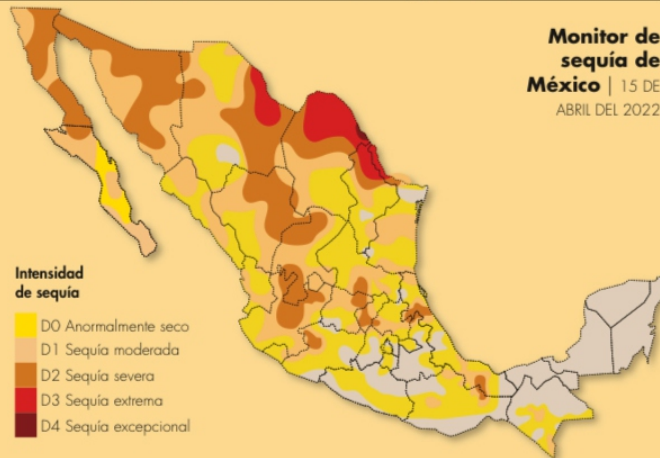 Monitor de
sequía de
México | 15 DE
ABRIL DEL 2022
Intensidad
de sequía
D0 Anormalmente seco
D1 Sequía moderada
D2 Sequía severa
D3 Sequía extrema
D4 Sequía excepcional